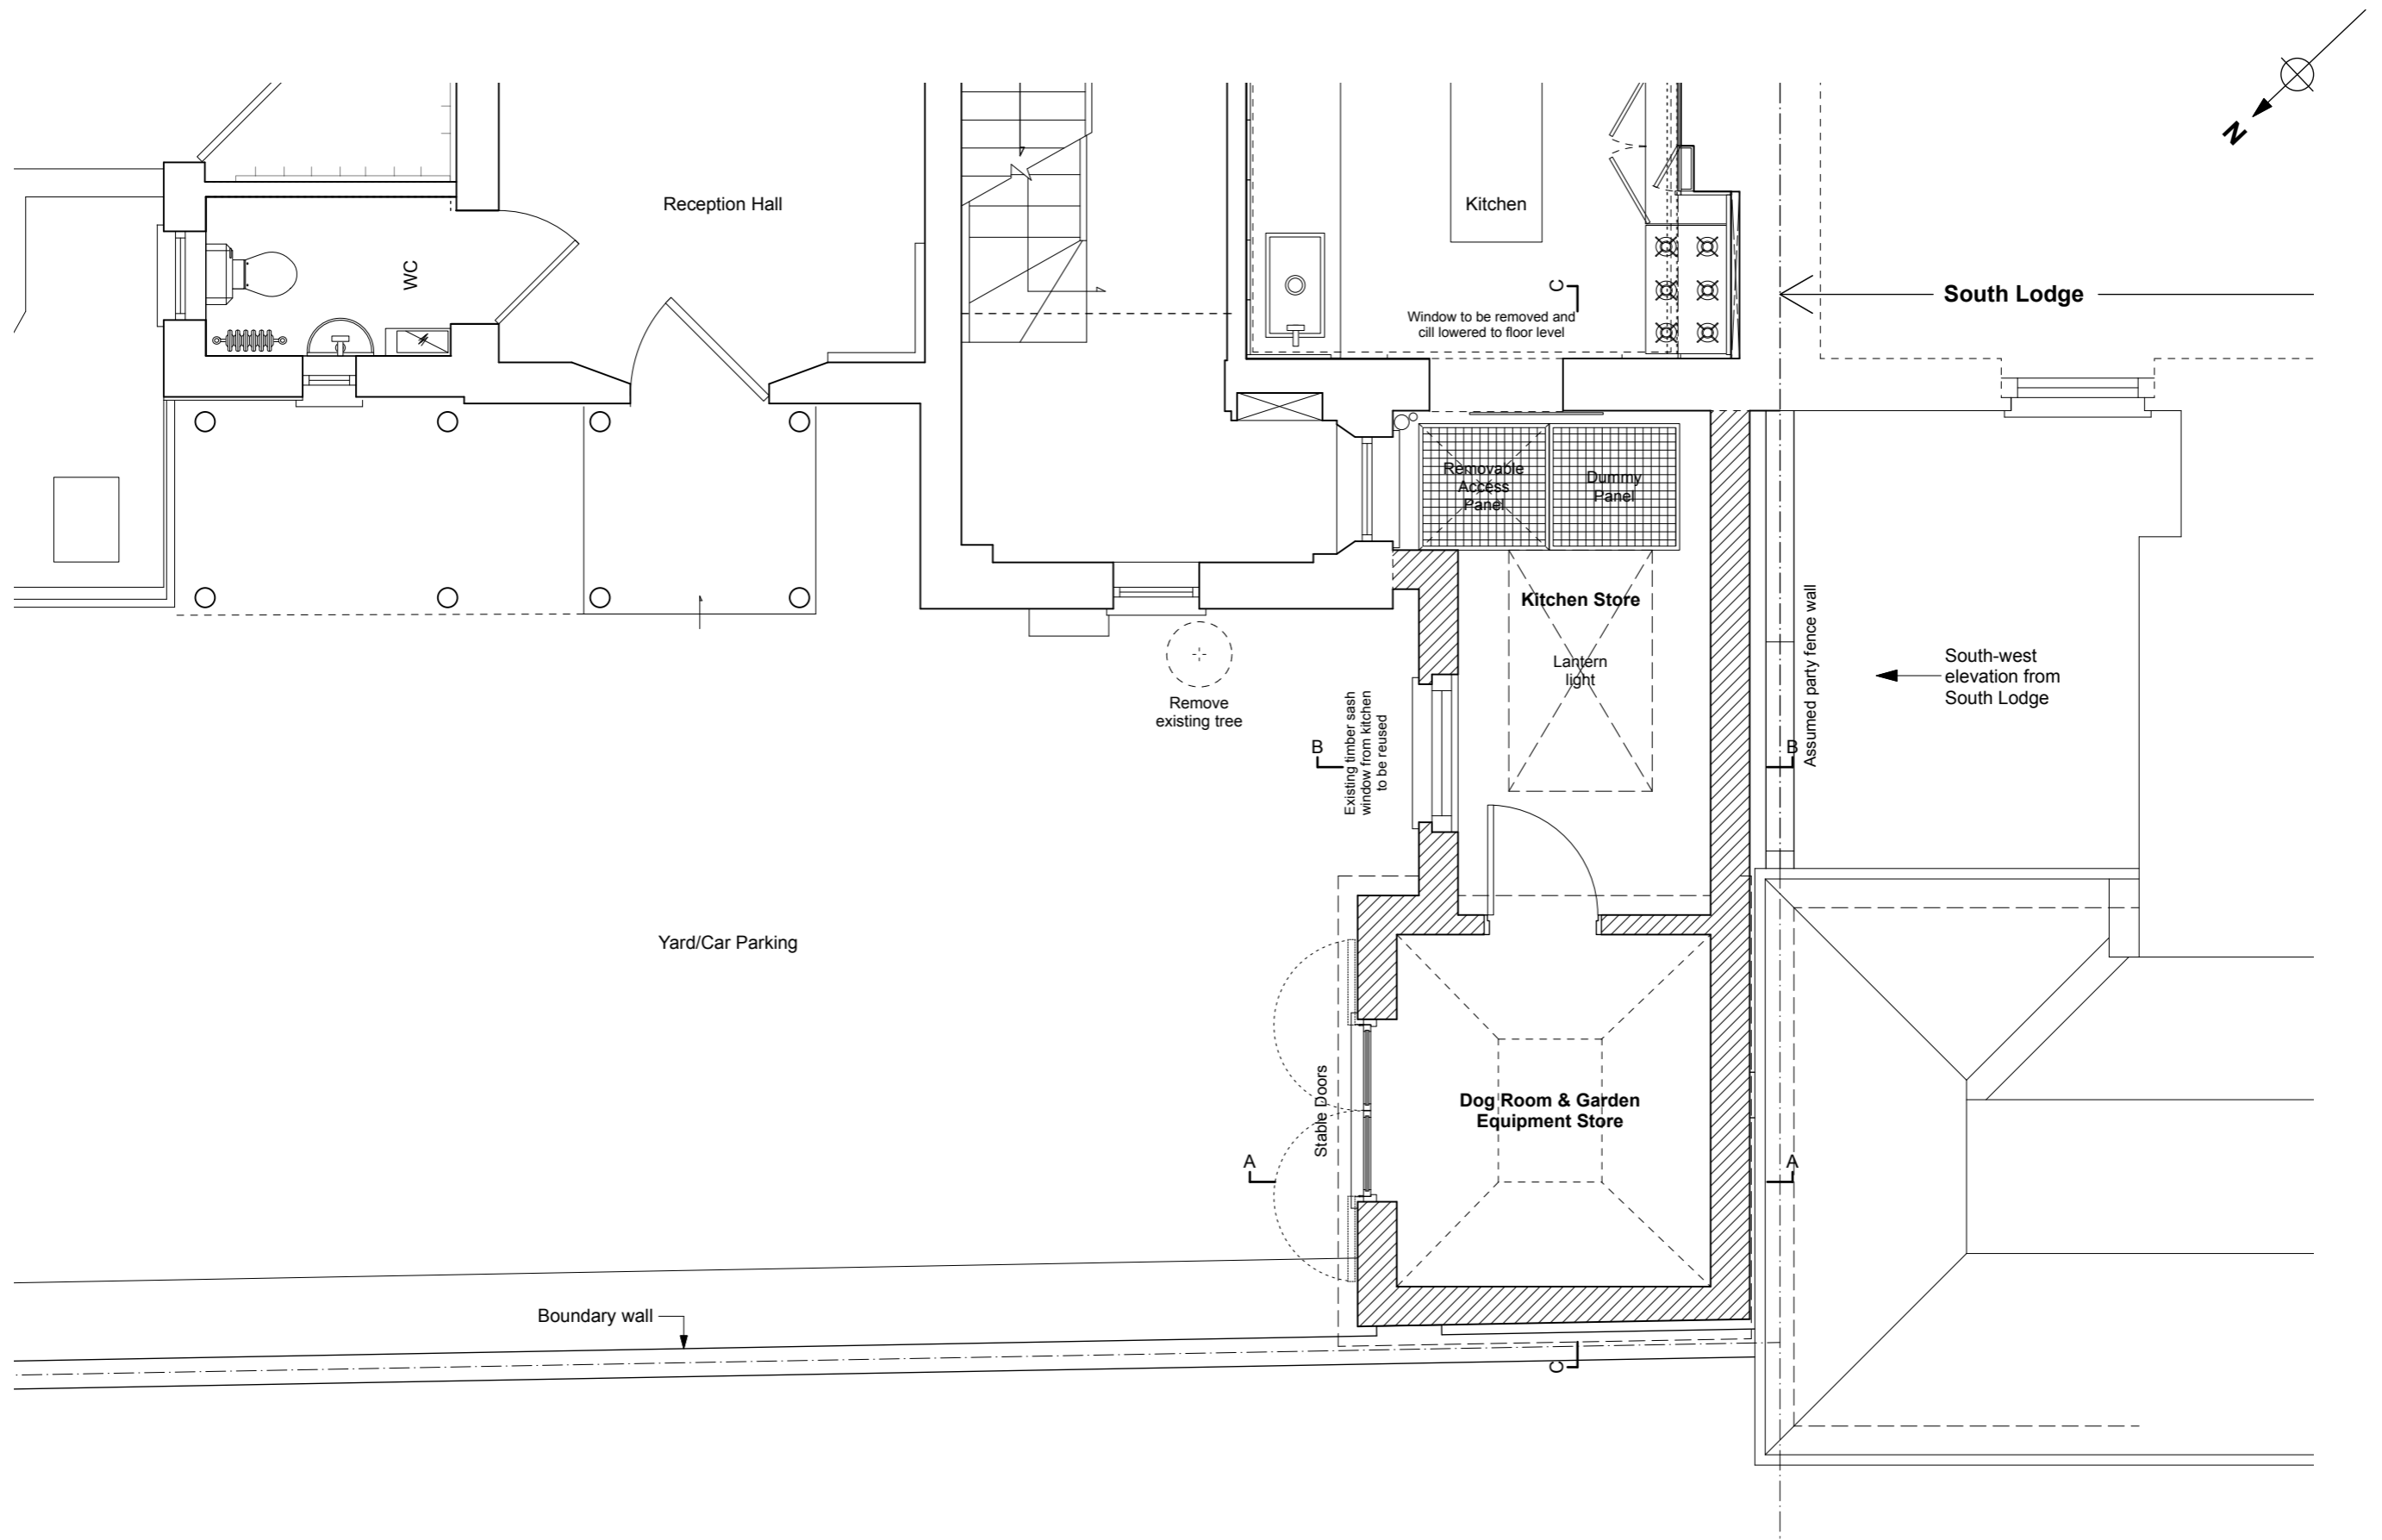 N
Reception Hall
Kitchen
WC
C
South Lodge
Window to be removed and
cill lowered to floor level
Removable
Access
Panel
Dummy
Panel
Kitchen Store
Lantern
light
Assumed party fence wall
South-west
elevation from
South Lodge
Remove
existing tree
Existing timber sash
window from kitchen
to be reused
B
B
Yard/Car Parking
Stable Doors
Dog Room & Garden
Equipment Store
A
A
Boundary wall
C